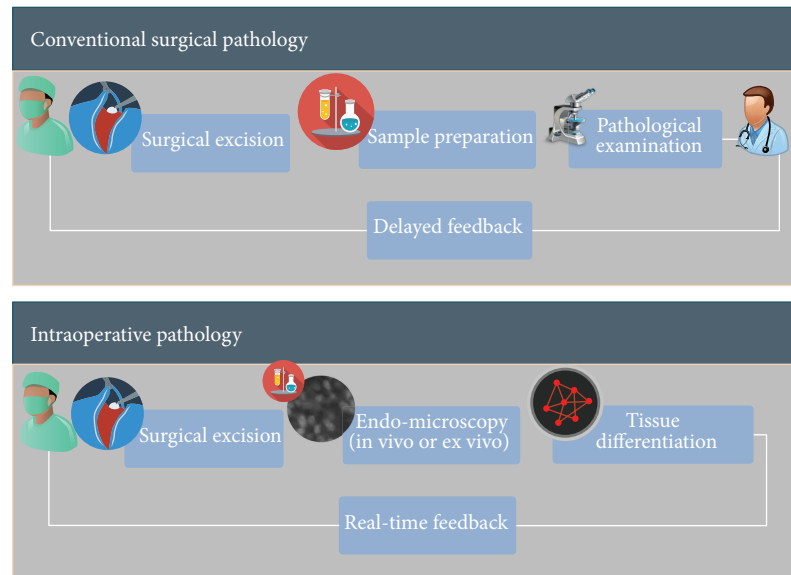 Conventional surgical pathology
Surgical excision
Sample preparation
Pathological
examination
Delayed feedback
Intraoperative pathology
Surgical excision
Endo-microscopy
(in vivo or ex vivo)
Tissue
differentiation
Real-time feedback